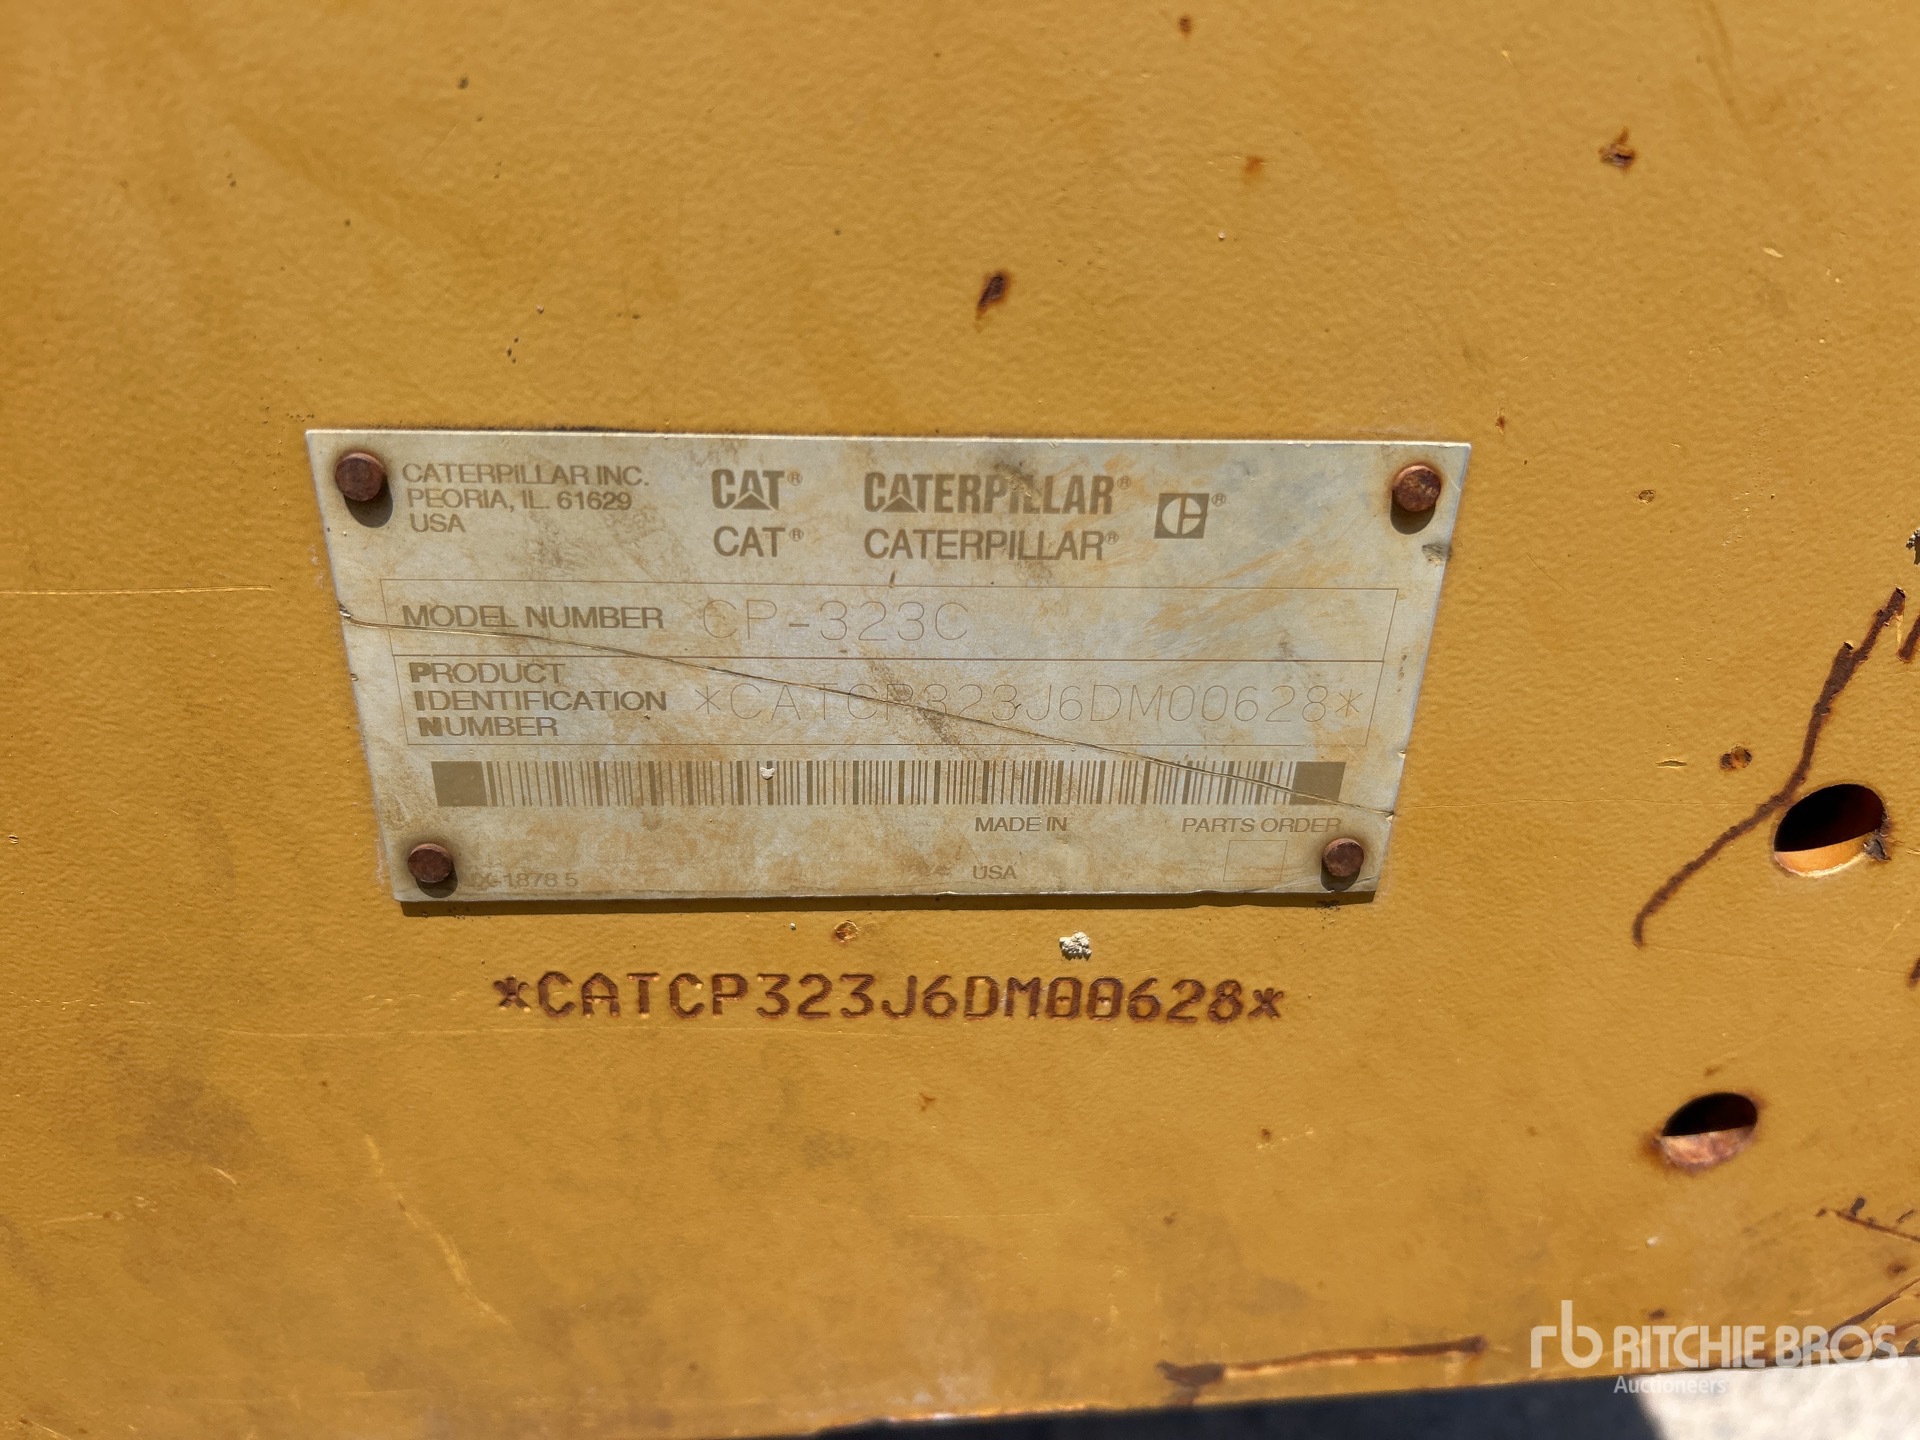 CATERPILLAR INC.
PEORIA, IL 61629
USA
CAT® CATERPILLAR® ®
CAT® CATERPILLAR®
MODEL NUMBER CP-323C
PRODUCT
IDENTIFICATION
NUMBER
*CATCP323J6DM00628*
MADE IN
PARTS ORDER
USA
*CATCP323J6DM00628*
rb RITCHIE BROS.
Auctioneers